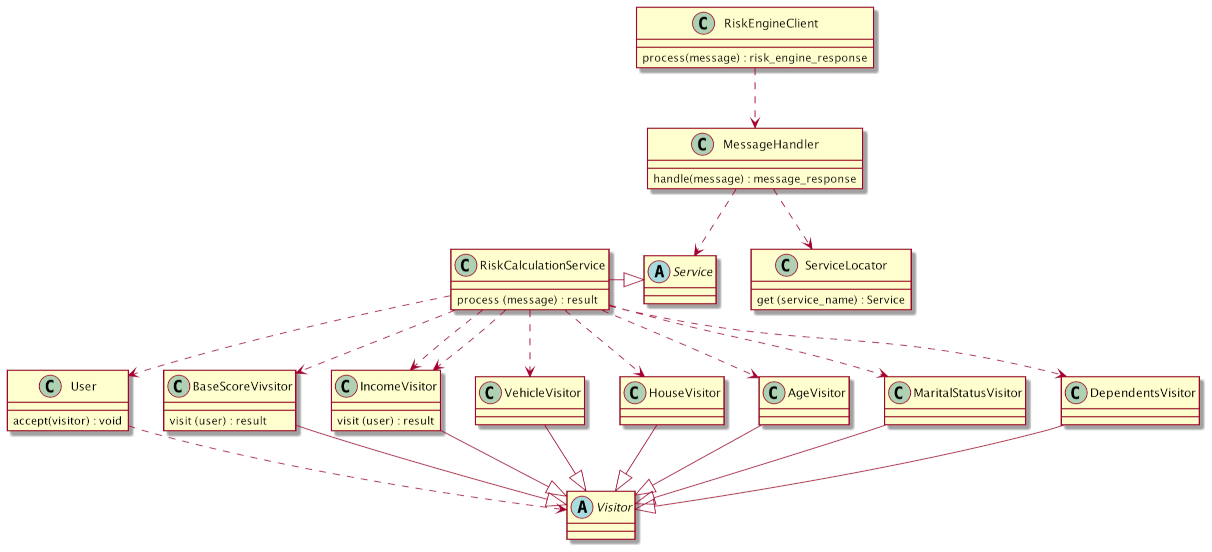 C RiskEngineClient
process(message) : risk_engine_response
C MessageHandler
handle(message) : message_response
C RiskCalculationService
process (message) : result
A Service
C ServiceLocator
get (service_name) : Service
C User
accept(visitor) : void
C BaseScoreVivsitor
visit (user) : result
C IncomeVisitor
visit (user) : result
C VehicleVisitor
C HouseVisitor
C AgeVisitor
C MaritalStatusVisitor
C DependentsVisitor
A Visitor